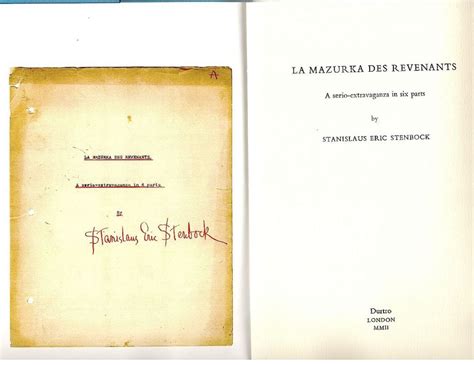 A
LA MAZURKA DES REVENANTS
A serio-extravaganza in 6 parts
BY
Stanislaus Eric Stenbock
LA MAZURKA DES REVENANTS
A serio-extravaganza in six parts
by
STANISLAUS ERIC STENBOCK
Durtro
LONDON
MMII